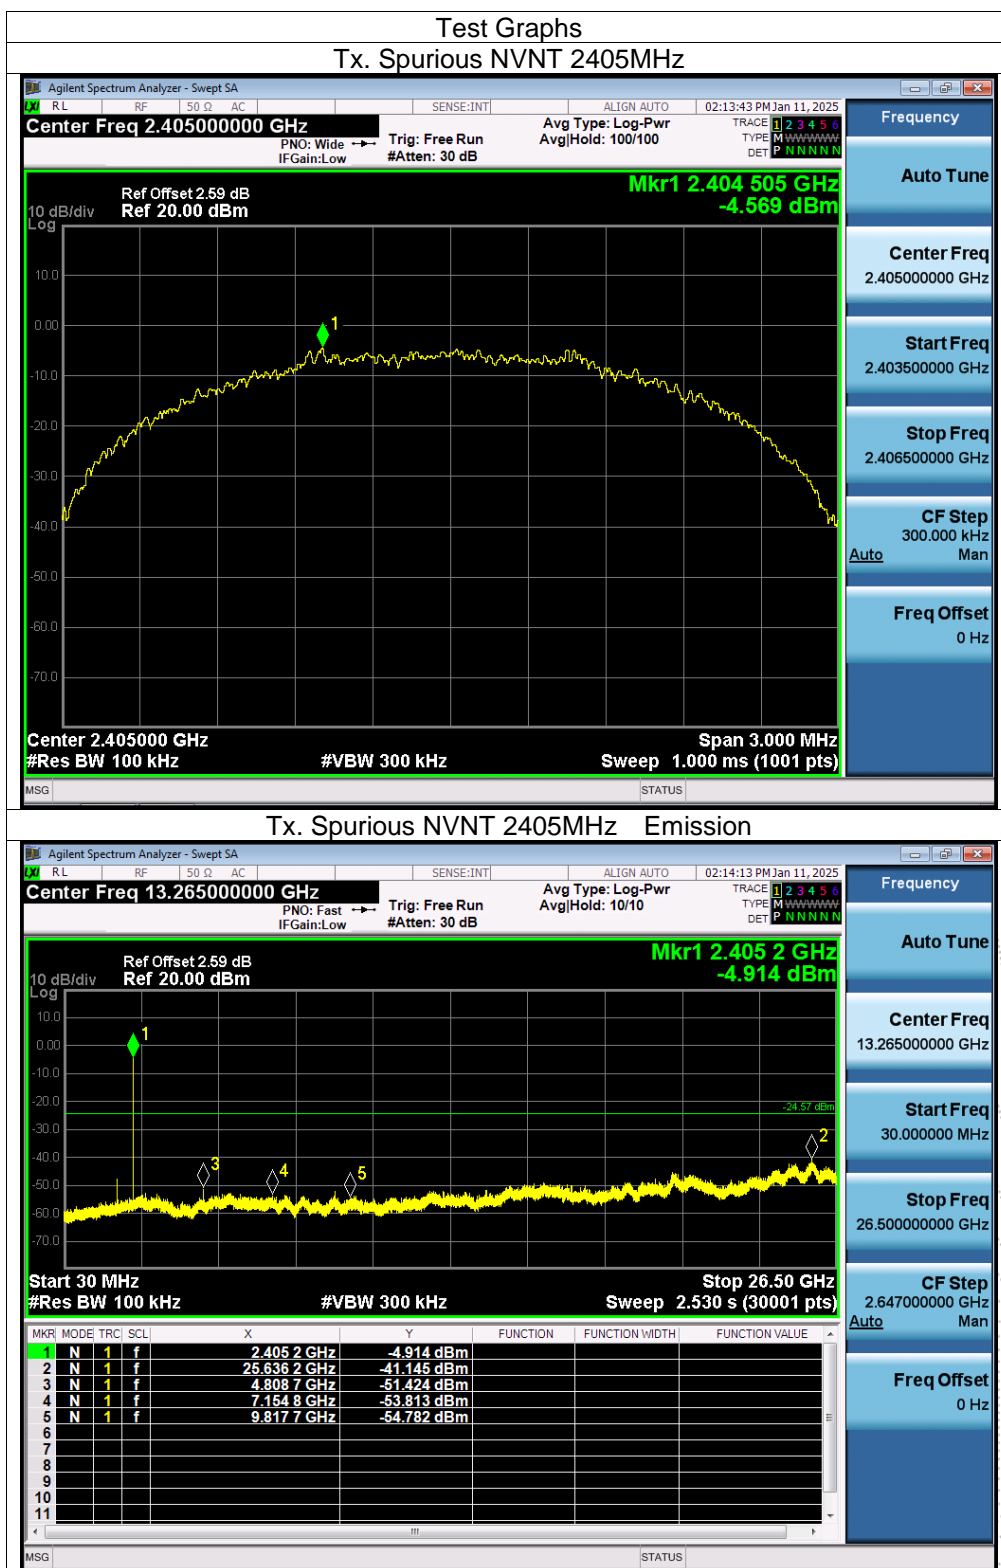 Test Graphs
Tx. Spurious NVNT 2405MHz
Agilent Spectrum Analyzer - Swept SA
LXI RL RF 50 Ω AC SENSE:INT ALIGN AUTO 02:13:43 PM Jan 11, 2025
Center Freq 2.405000000 GHz
PNO: Wide
IFGain:Low
Trig: Free Run
#Atten: 30 dB
Avg Type: Log-Pwr
Avg|Hold: 100/100
TRACE 1 2 3 4 5 6
TYPE M WWWWW
DET P N N N N N
Frequency
Auto Tune
Center Freq
2.405000000 GHz
Start Freq
2.403500000 GHz
Stop Freq
2.406500000 GHz
CF Step
300.000 kHz
Auto Man
Freq Offset
0 Hz
Mkr1 2.404 505 GHz
-4.569 dBm
Ref Offset 2.59 dB
10 dB/div Ref 20.00 dBm
Log
10.0
0.00
-10.0
-20.0
-30.0
-40.0
-50.0
-60.0
-70.0
1
Center 2.405000 GHz Span 3.000 MHz
#Res BW 100 kHz #VBW 300 kHz Sweep 1.000 ms (1001 pts)
MSG STATUS
Tx. Spurious NVNT 2405MHz Emission
Agilent Spectrum Analyzer - Swept SA
LXI RL RF 50 Ω AC SENSE:INT ALIGN AUTO 02:14:13 PM Jan 11, 2025
Center Freq 13.265000000 GHz
PNO: Fast
IFGain:Low
Trig: Free Run
#Atten: 30 dB
Avg Type: Log-Pwr
Avg|Hold: 10/10
TRACE 1 2 3 4 5 6
TYPE M WWWWW
DET P N N N N N
Frequency
Auto Tune
Center Freq
13.265000000 GHz
Start Freq
30.000000 MHz
Stop Freq
26.500000000 GHz
CF Step
2.647000000 GHz
Auto Man
Freq Offset
0 Hz
Mkr1 2.405 2 GHz
-4.914 dBm
Ref Offset 2.59 dB
10 dB/div Ref 20.00 dBm
Log
10.0
0.00
-10.0
-20.0
-30.0
-40.0
-50.0
-60.0
-70.0
-24.57 dBm
1
2
3
4
5
Start 30 MHz Stop 26.50 GHz
#Res BW 100 kHz #VBW 300 kHz Sweep 2.530 s (30001 pts)
MKR MODE TRC SCL X Y FUNCTION FUNCTION WIDTH FUNCTION VALUE
1 N 1 f 2.405 2 GHz -4.914 dBm
2 N 1 f 25.636 2 GHz -41.145 dBm
3 N 1 f 4.808 7 GHz -51.424 dBm
4 N 1 f 7.154 8 GHz -53.813 dBm
5 N 1 f 9.817 7 GHz -54.782 dBm
6
7
8
9
10
11
MSG STATUS